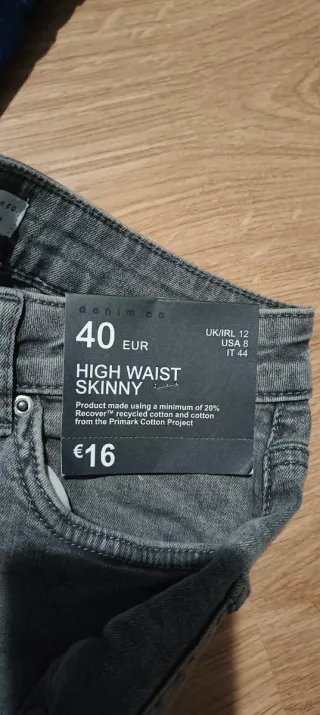 denim co
40 EUR
UK/IRL 12
USA 8
IT 44
HIGH WAIST
SKINNY
Product made using a minimum of 20%
Recover™ recycled cotton and cotton
from the Primark Cotton Project
€16